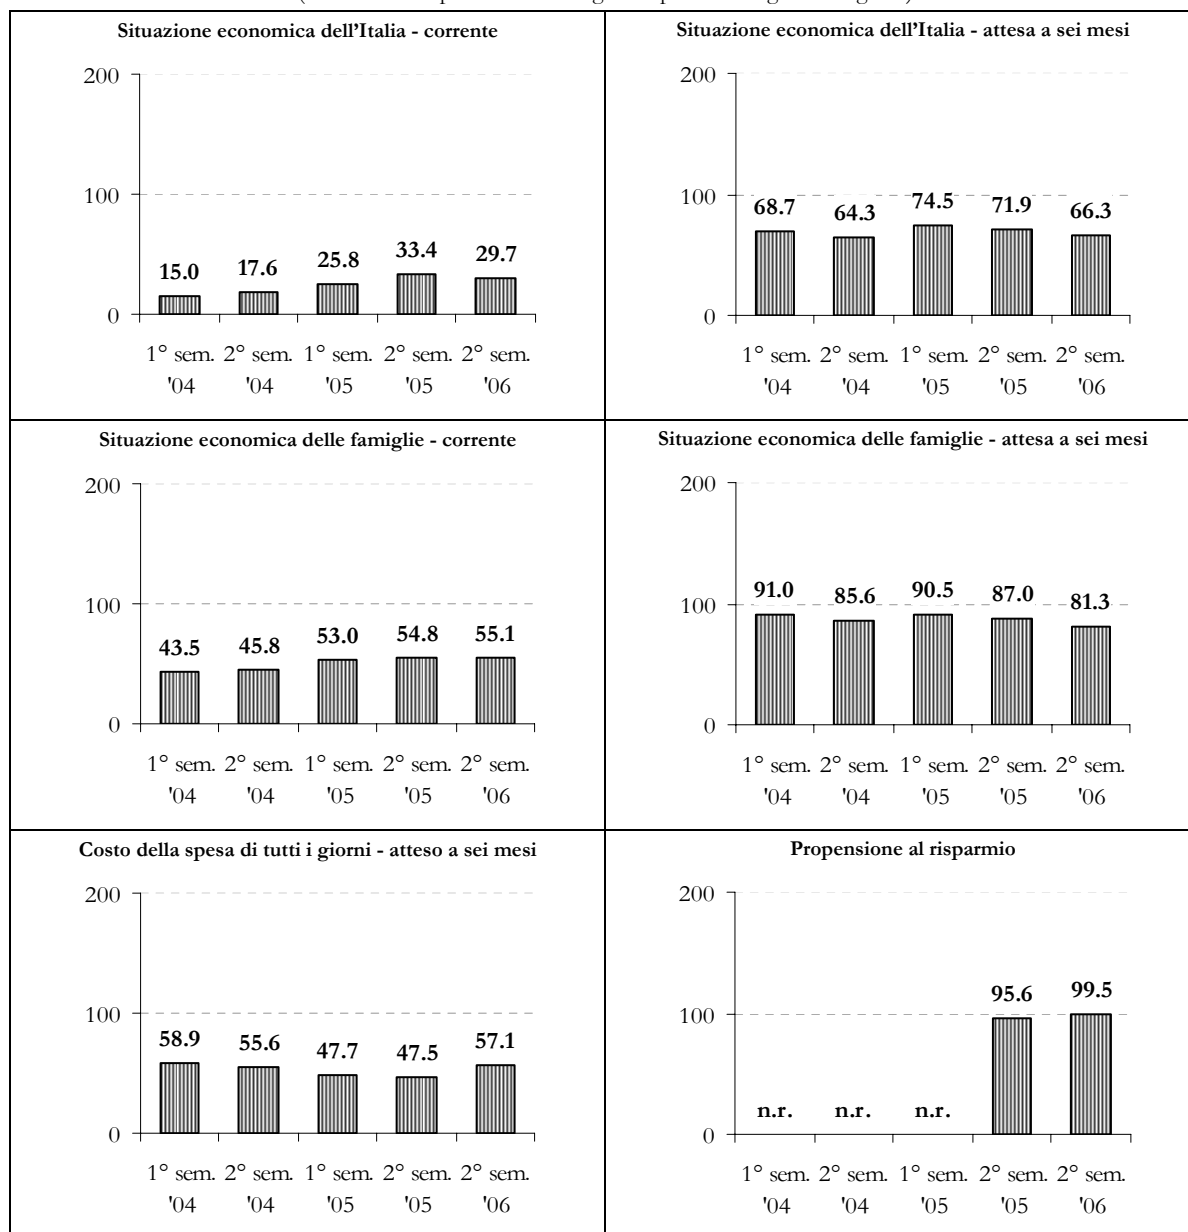 Situazione economica dell'Italia - corrente
200
100
0
15.0 17.6 25.8 33.4 29.7
1° sem. 2° sem. 1° sem. 2° sem. 2° sem.
'04 '04 '05 '05 '06
Situazione economica dell'Italia - attesa a sei mesi
200
100
0
68.7 64.3 74.5 71.9 66.3
1° sem. 2° sem. 1° sem. 2° sem. 2° sem.
'04 '04 '05 '05 '06
Situazione economica delle famiglie - corrente
200
100
0
43.5 45.8 53.0 54.8 55.1
1° sem. 2° sem. 1° sem. 2° sem. 2° sem.
'04 '04 '05 '05 '06
Situazione economica delle famiglie - attesa a sei mesi
200
100
0
91.0 85.6 90.5 87.0 81.3
1° sem. 2° sem. 1° sem. 2° sem. 2° sem.
'04 '04 '05 '05 '06
Costo della spesa di tutti i giorni - atteso a sei mesi
200
100
0
58.9 55.6 47.7 47.5 57.1
1° sem. 2° sem. 1° sem. 2° sem. 2° sem.
'04 '04 '05 '05 '06
Propensione al risparmio
200
100
0
n.r. n.r. n.r. 95.6 99.5
1° sem. 2° sem. 1° sem. 2° sem. 2° sem.
'04 '04 '05 '05 '06